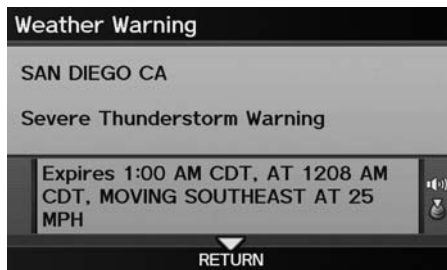 Weather Warning
SAN DIEGO CA
Severe Thunderstorm Warning
Expires 1:00 AM CDT, AT 1208 AM
CDT, MOVING SOUTHEAST AT 25
MPH
RETURN